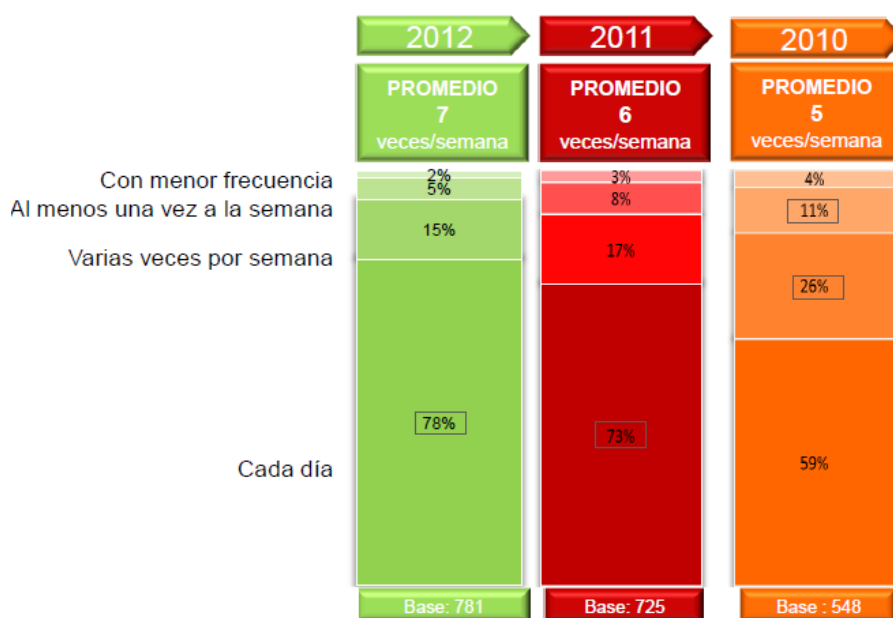 2012
2011
2010
PROMEDIO
7
veces/semana
PROMEDIO
6
veces/semana
PROMEDIO
5
veces/semana
Con menor frecuencia
2%
3%
4%
Al menos una vez a la semana
5%
8%
11%
Varias veces por semana
15%
17%
26%
Cada día
78%
73%
59%
Base: 781
Base: 725
Base : 548